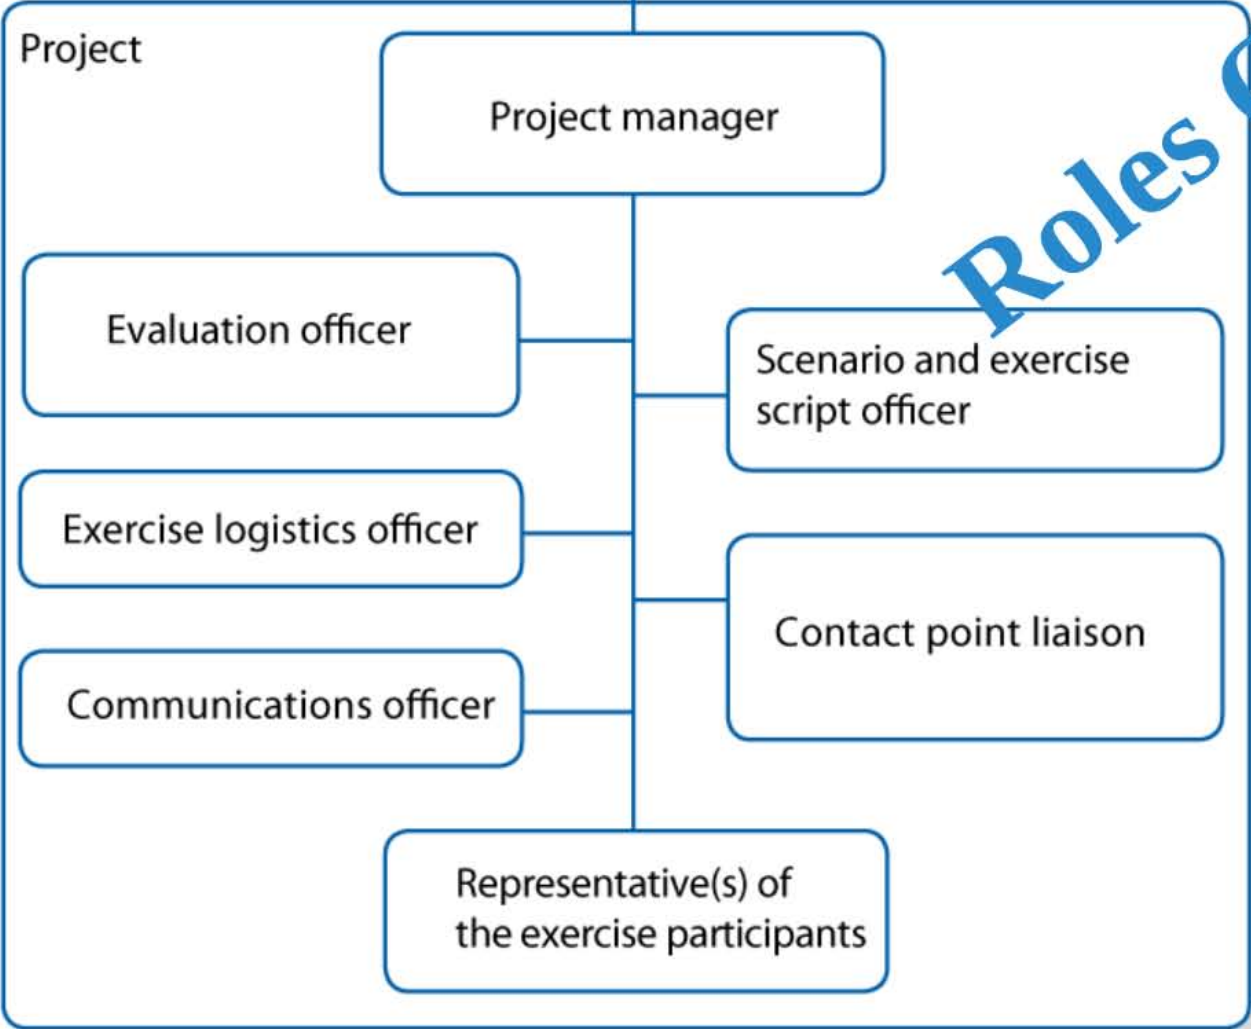 Project
Project manager
Roles
Evaluation officer
Scenario and exercise
script officer
Exercise logistics officer
Contact point liaison
Communications officer
Representative(s) of
the exercise participants